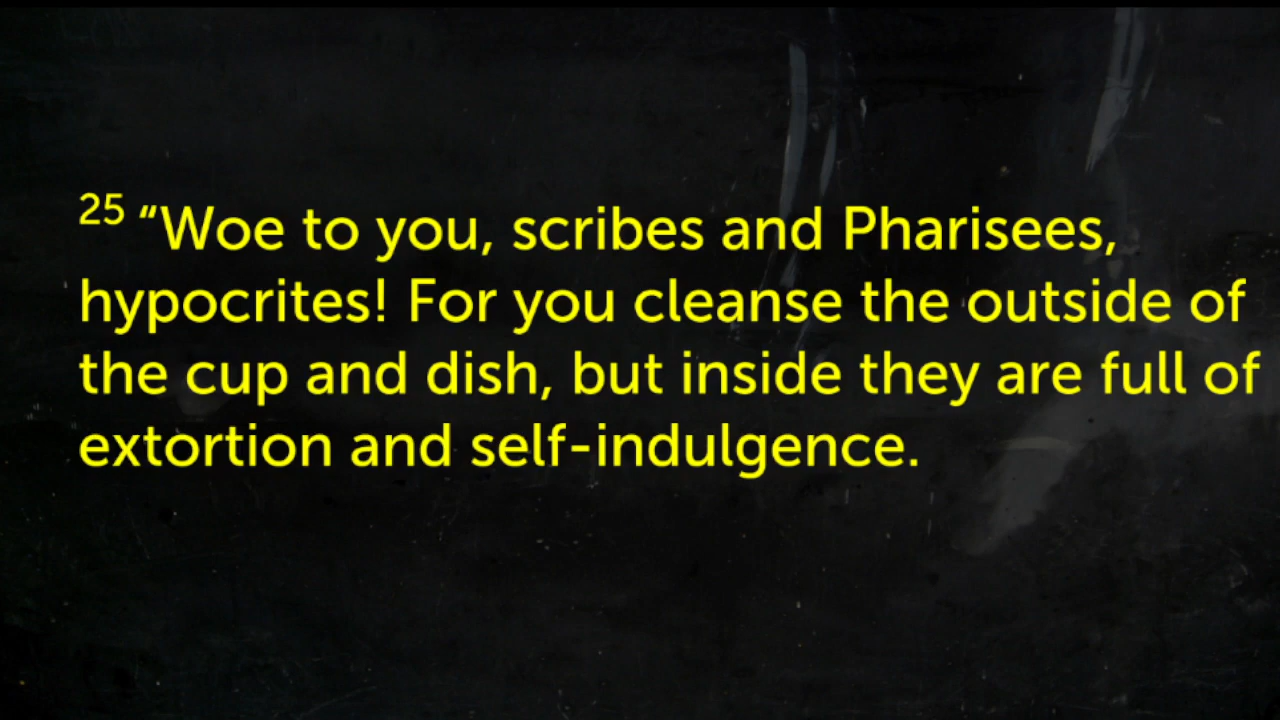 25 “Woe to you, scribes and Pharisees,
hypocrites! For you cleanse the outside of
the cup and dish, but inside they are full of
extortion and self-indulgence.